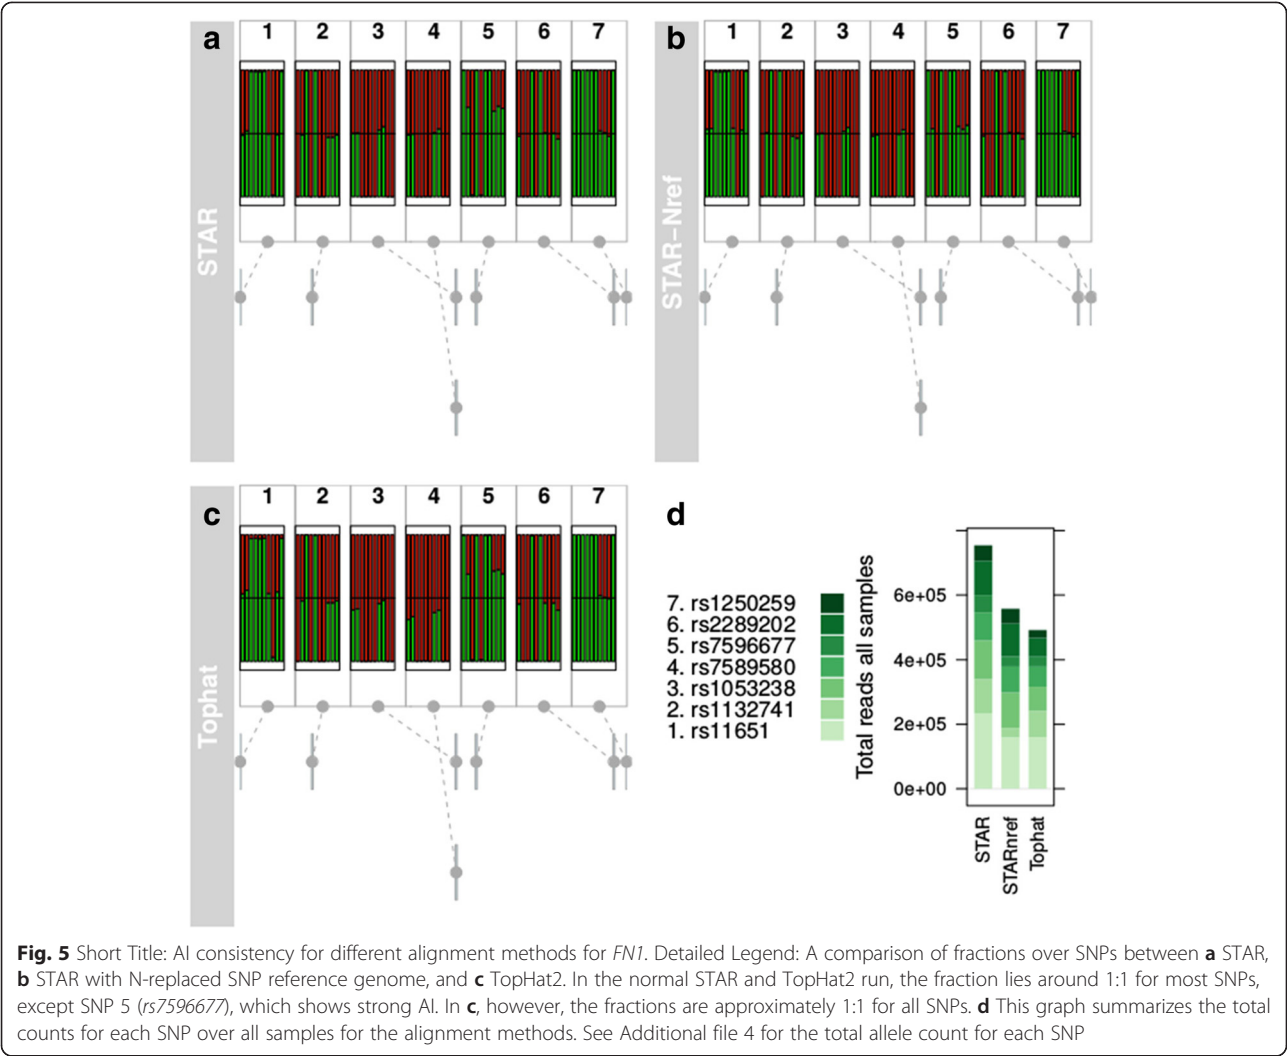 a
1 2 3 4 5 6 7
STAR
b
1 2 3 4 5 6 7
STAR-Nref
c
1 2 3 4 5 6 7
Tophat
d
7. rs1250259
6. rs2289202
5. rs7596677
4. rs7589580
3. rs1053238
2. rs1132741
1. rs11651
Total reads all samples
6e+05
4e+05
2e+05
0e+00
STAR
STARnref
Tophat
Fig. 5 Short Title: AI consistency for different alignment methods for FN1. Detailed Legend: A comparison of fractions over SNPs between a STAR,
b STAR with N-replaced SNP reference genome, and c TopHat2. In the normal STAR and TopHat2 run, the fraction lies around 1:1 for most SNPs,
except SNP 5 (rs7596677), which shows strong AI. In c, however, the fractions are approximately 1:1 for all SNPs. d This graph summarizes the total
counts for each SNP over all samples for the alignment methods. See Additional file 4 for the total allele count for each SNP